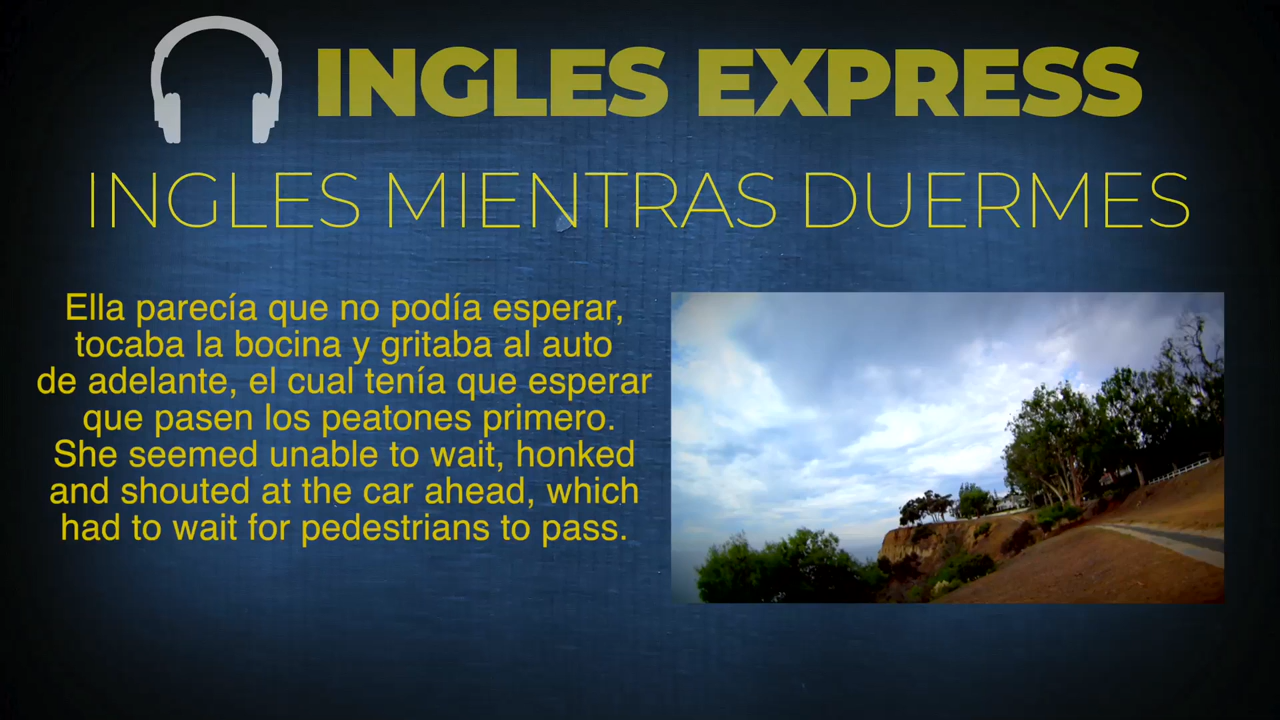 INGLES EXPRESS
INGLES MIENTRAS DUERMES
Ella parecía que no podía esperar,
tocaba la bocina y gritaba al auto
de adelante, el cual tenía que esperar
que pasen los peatones primero.
She seemed unable to wait, honked
and shouted at the car ahead, which
had to wait for pedestrians to pass.